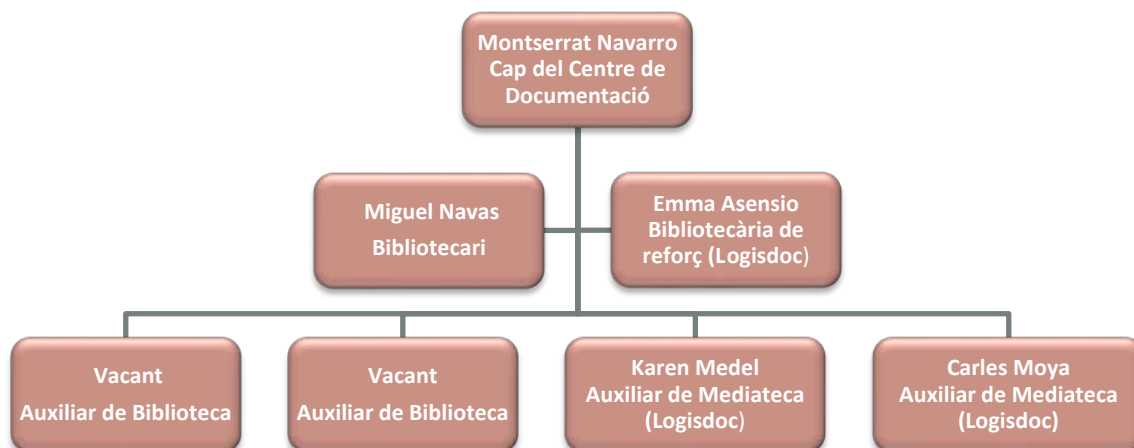 Montserrat Navarro
Cap del Centre de
Documentació
Miguel Navas
Bibliotecari
Emma Asensio
Bibliotecària de
reforç (Logisdoc)
Vacant
Auxiliar de Biblioteca
Vacant
Auxiliar de Biblioteca
Karen Medel
Auxiliar de Mediateca
(Logisdoc)
Carles Moya
Auxiliar de Mediateca
(Logisdoc)